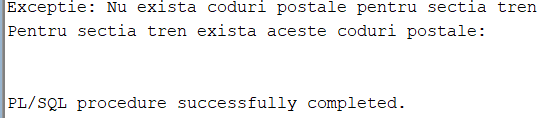 Exceptie: Nu exista coduri postale pentru sectia tren
Pentru sectia tren exista aceste coduri postale:
PL/SQL procedure successfully completed.